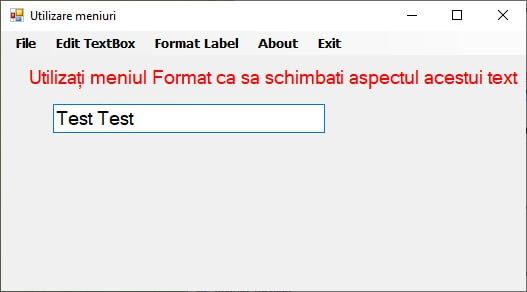 Utilizare meniuri
File Edit TextBox Format Label About Exit
Utilizați meniul Format ca sa schimbati aspectul acestui text
Test Test